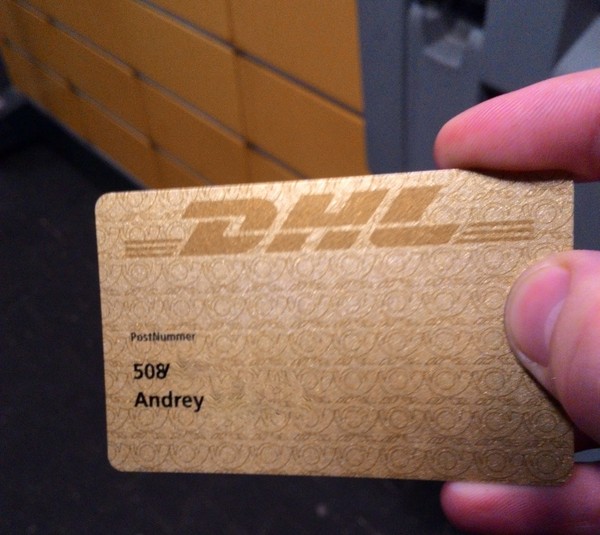 DHL
PostNummer
508
Andrey